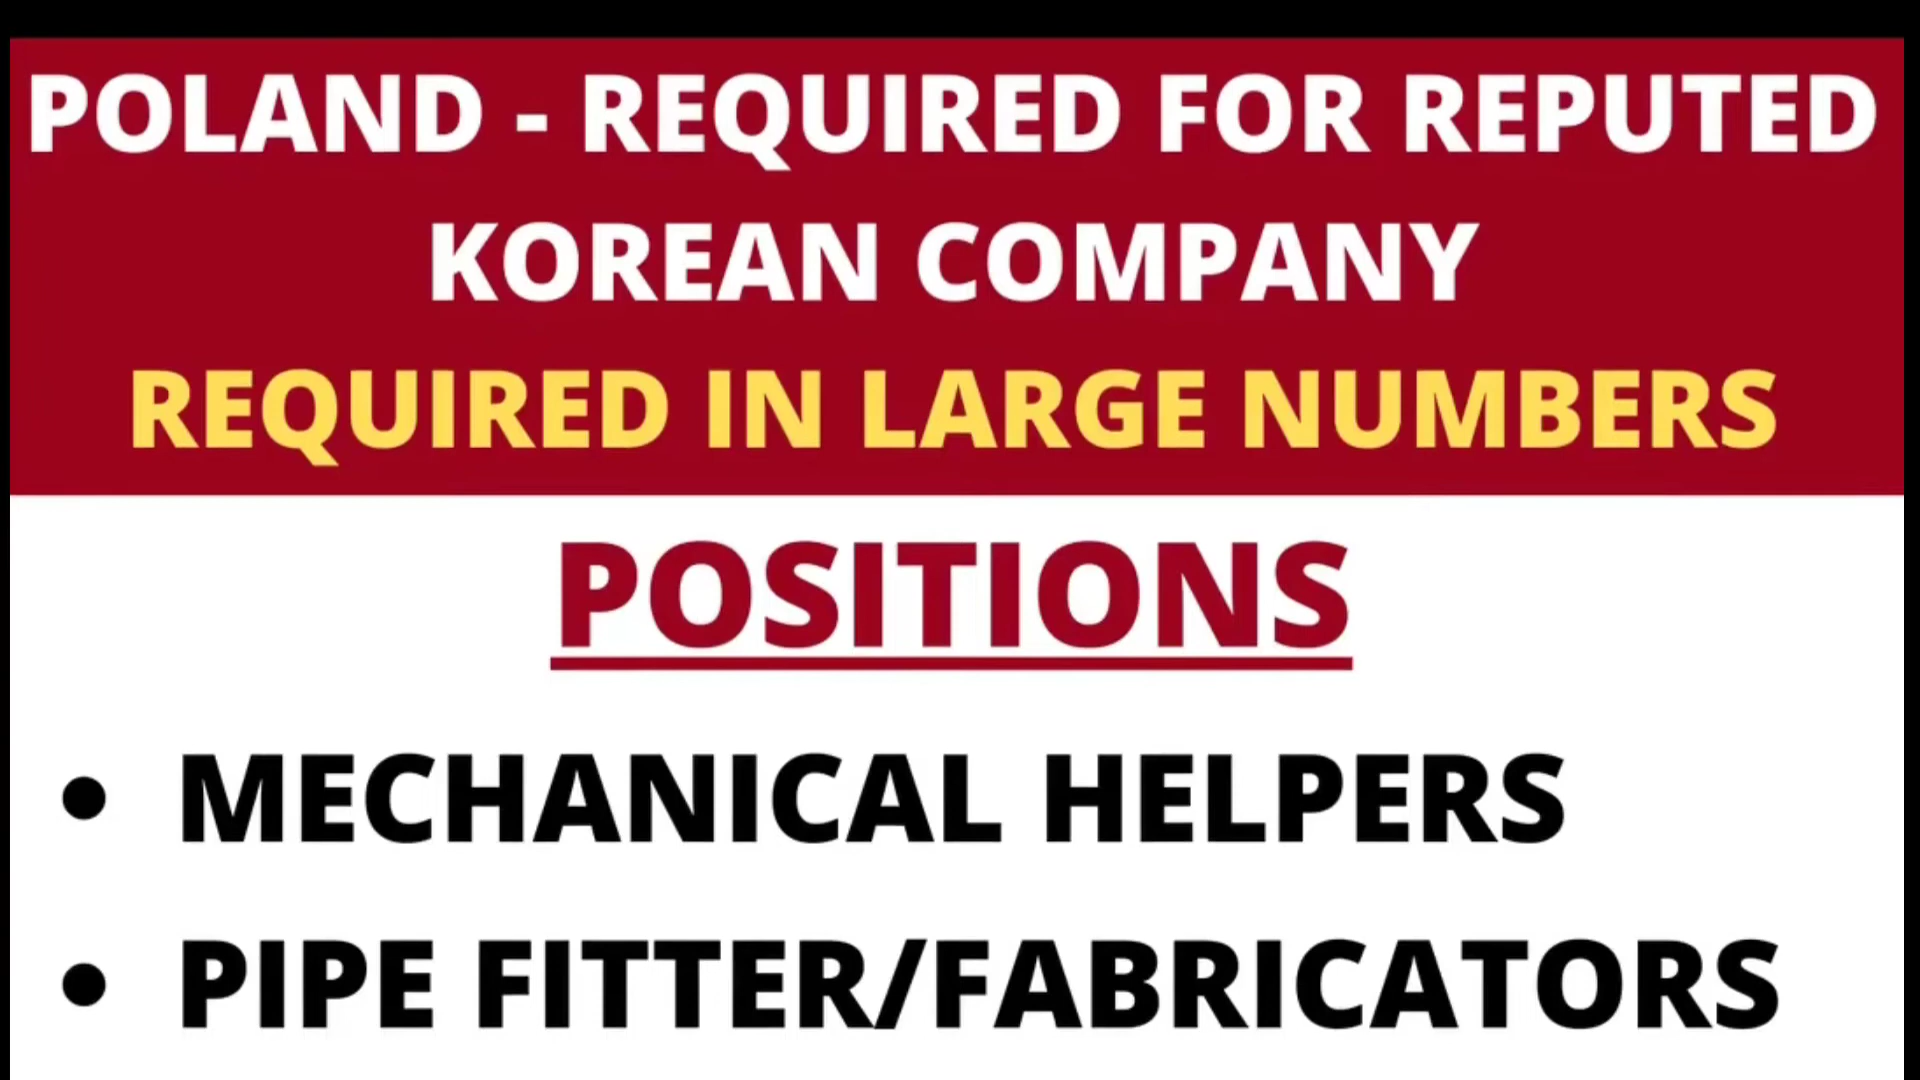 POLAND - REQUIRED FOR REPUTED
KOREAN COMPANY
REQUIRED IN LARGE NUMBERS
POSITIONS
• MECHANICAL HELPERS
• PIPE FITTER/FABRICATORS